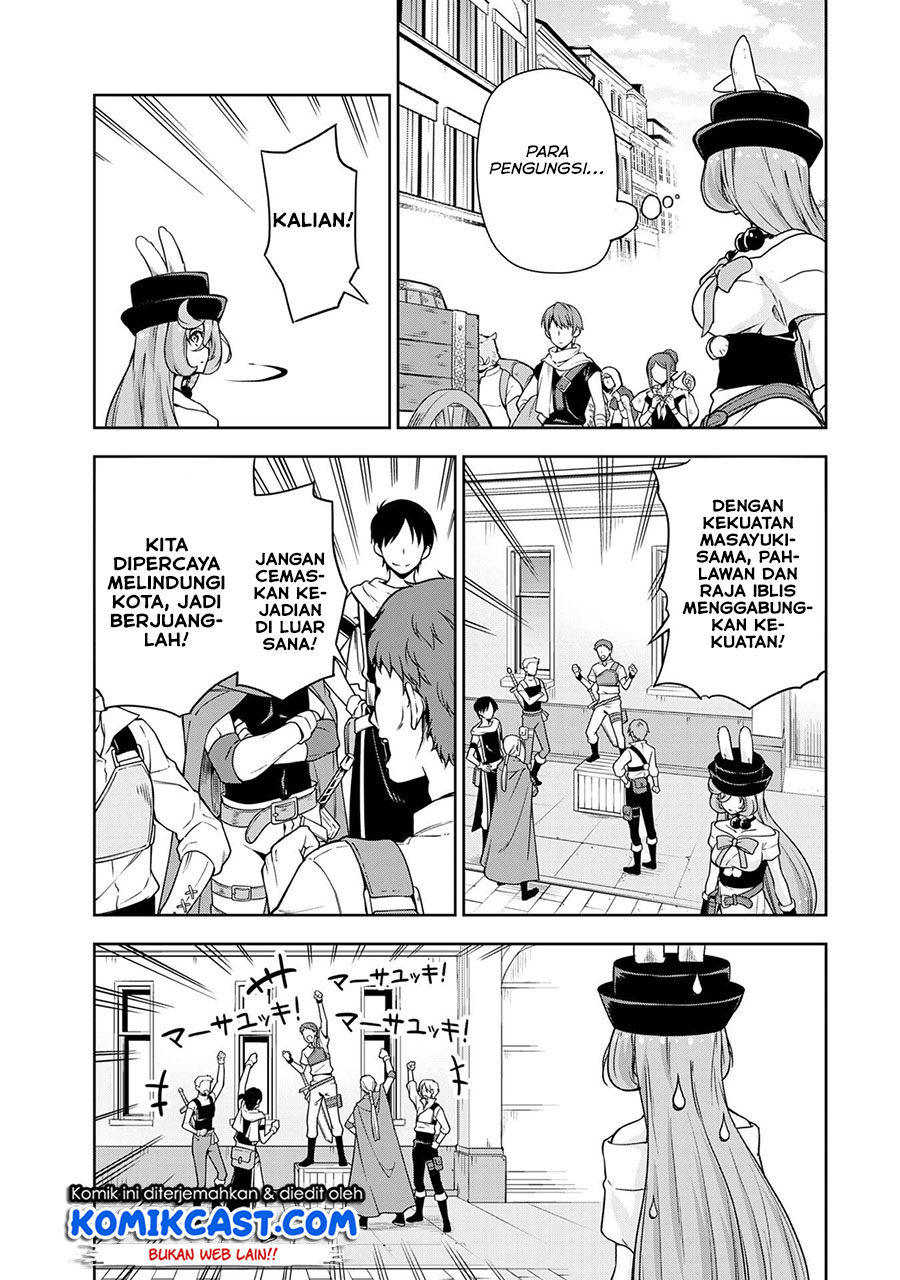 PARA
PENGUNGSI...
KALIAN!
DENGAN
KEKUATAN
MASAYUKI-
SAMA, PAH-
LAWAN DAN
RAJA IBLIS
MENGGABUNG-
KAN KE-
KUATAN!
JANGAN
CEMAS-
KAN KE-
JADIAN
DI LUAR
SANA!
KITA
DIPERCAYA
MELINDUNGI
KOTA, JADI
BERJUANG-
LAH!
マーサユッキ!
マーサユッキ!
マーサユッキ!
Komik ini diterjemahkan & diedit oleh
KOMIKCAST.COM
BUKAN WEB LAIN!!